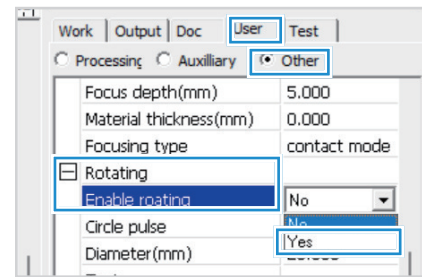 Work Output Doc User Test
Processing Auxilliary Other
Focus depth(mm) 5.000
Material thickness(mm) 0.000
Focusing type contact mode
Rotating
Enable roating No
No
Circle pulse
Yes
Diameter(mm)